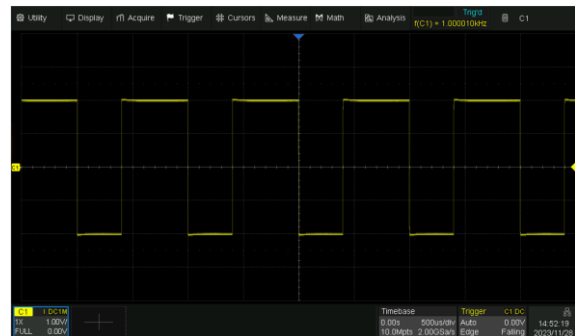 Utility Display Acquire Trigger Cursors Measure Math Analysis Trig'd C1
f(C1) = 1.000010kHz
C1
C1 DC1M
1X 1.00V/
FULL 0.00V
Timebase
0.00s 500us/div
10.0Mpts 2.00GSa/s
Trigger C1 DC
Auto 0.00V
Edge Falling
14:52:19
2023/11/28